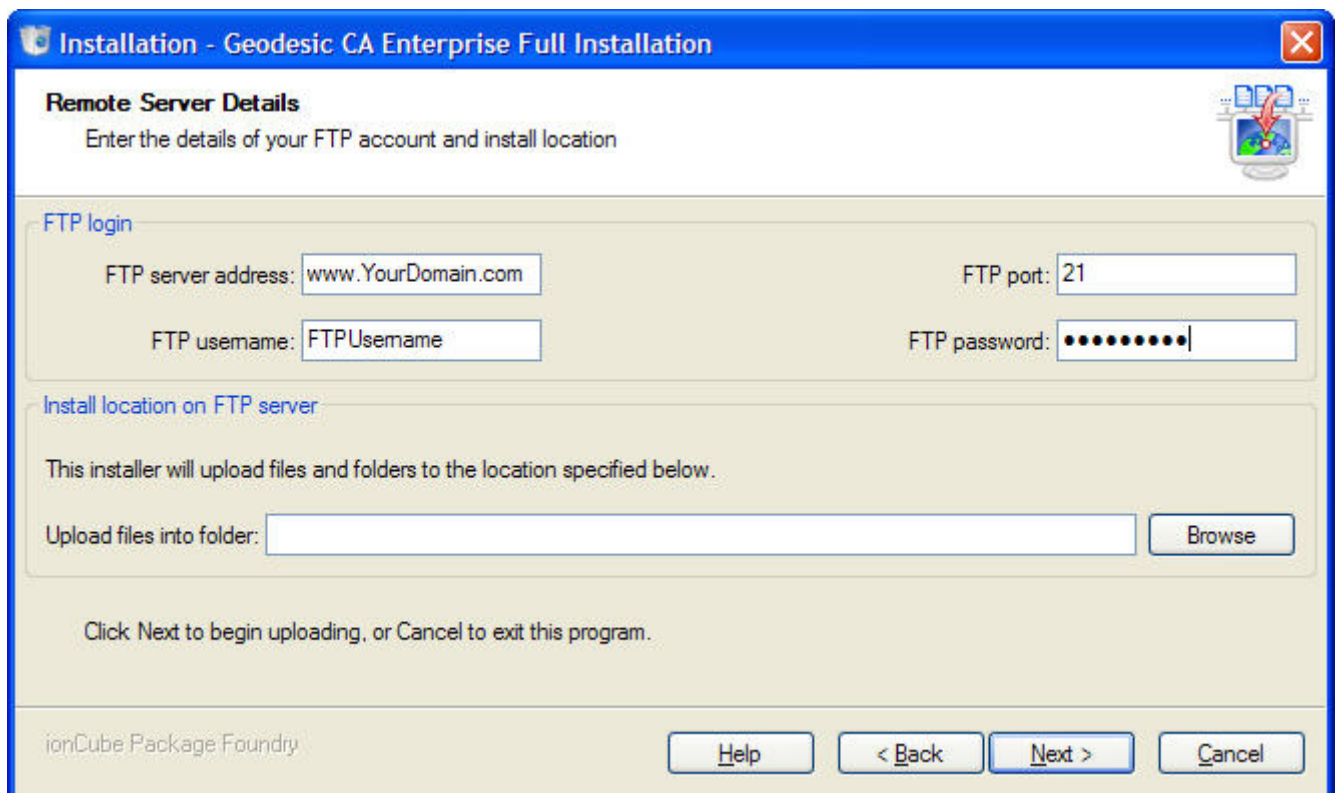 Installation - Geodesic CA Enterprise Full Installation
Remote Server Details
Enter the details of your FTP account and install location
FTP login
FTP server address: www.YourDomain.com FTP port: 21
FTP username: FTPUsername FTP password: •••••••••
Install location on FTP server
This installer will upload files and folders to the location specified below.
Upload files into folder: Browse
Click Next to begin uploading, or Cancel to exit this program.
ionCube Package Foundry Help < Back Next > Cancel